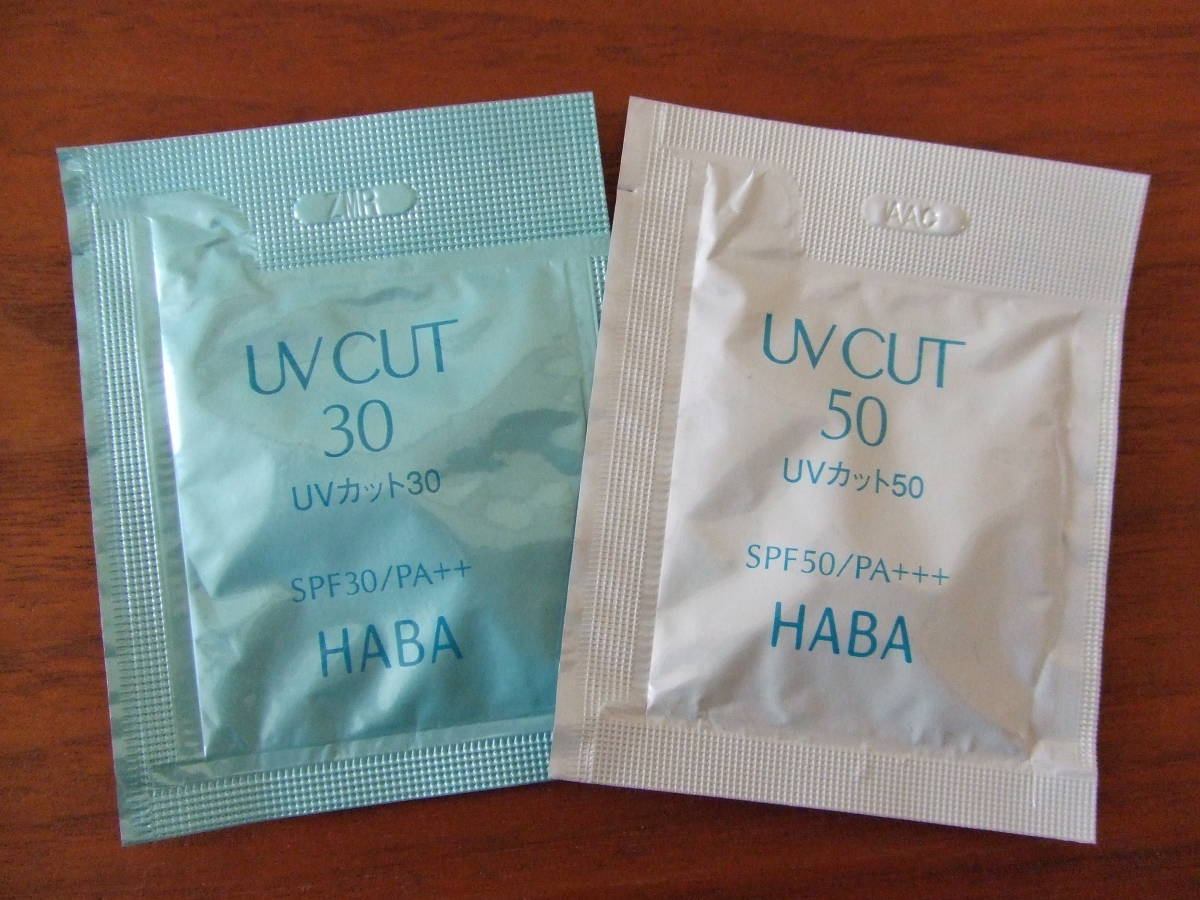 ZMR
UV CUT
30
UVカット30
SPF30/PA++
HABA
UV CUT
50
UVカット50
SPF50/PA+++
HABA